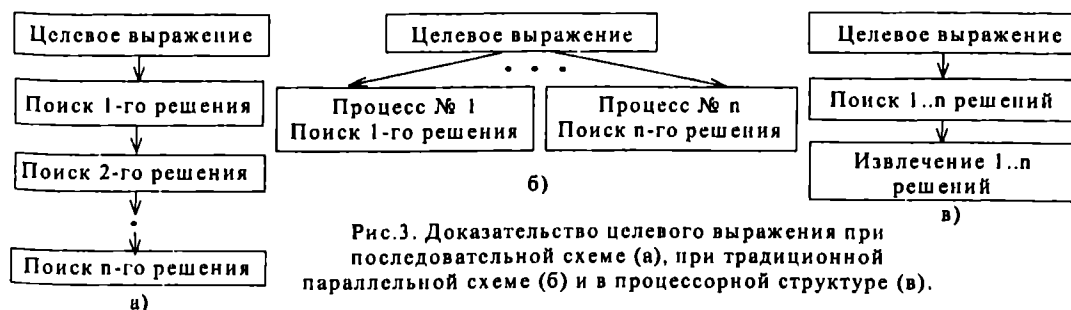 Целевое выражение
Поиск 1-го решения
Поиск 2-го решения
Поиск n-го решения
а)
Целевое выражение
• • •
Процесс № 1
Поиск 1-го решения
Процесс № n
Поиск n-го решения
б)
Целевое выражение
Поиск 1..n решений
Извлечение 1..n
решений
в)
Рис.3. Доказательство целевого выражения при
последовательной схеме (а), при традиционной
параллельной схеме (б) и в процессорной структуре (в).